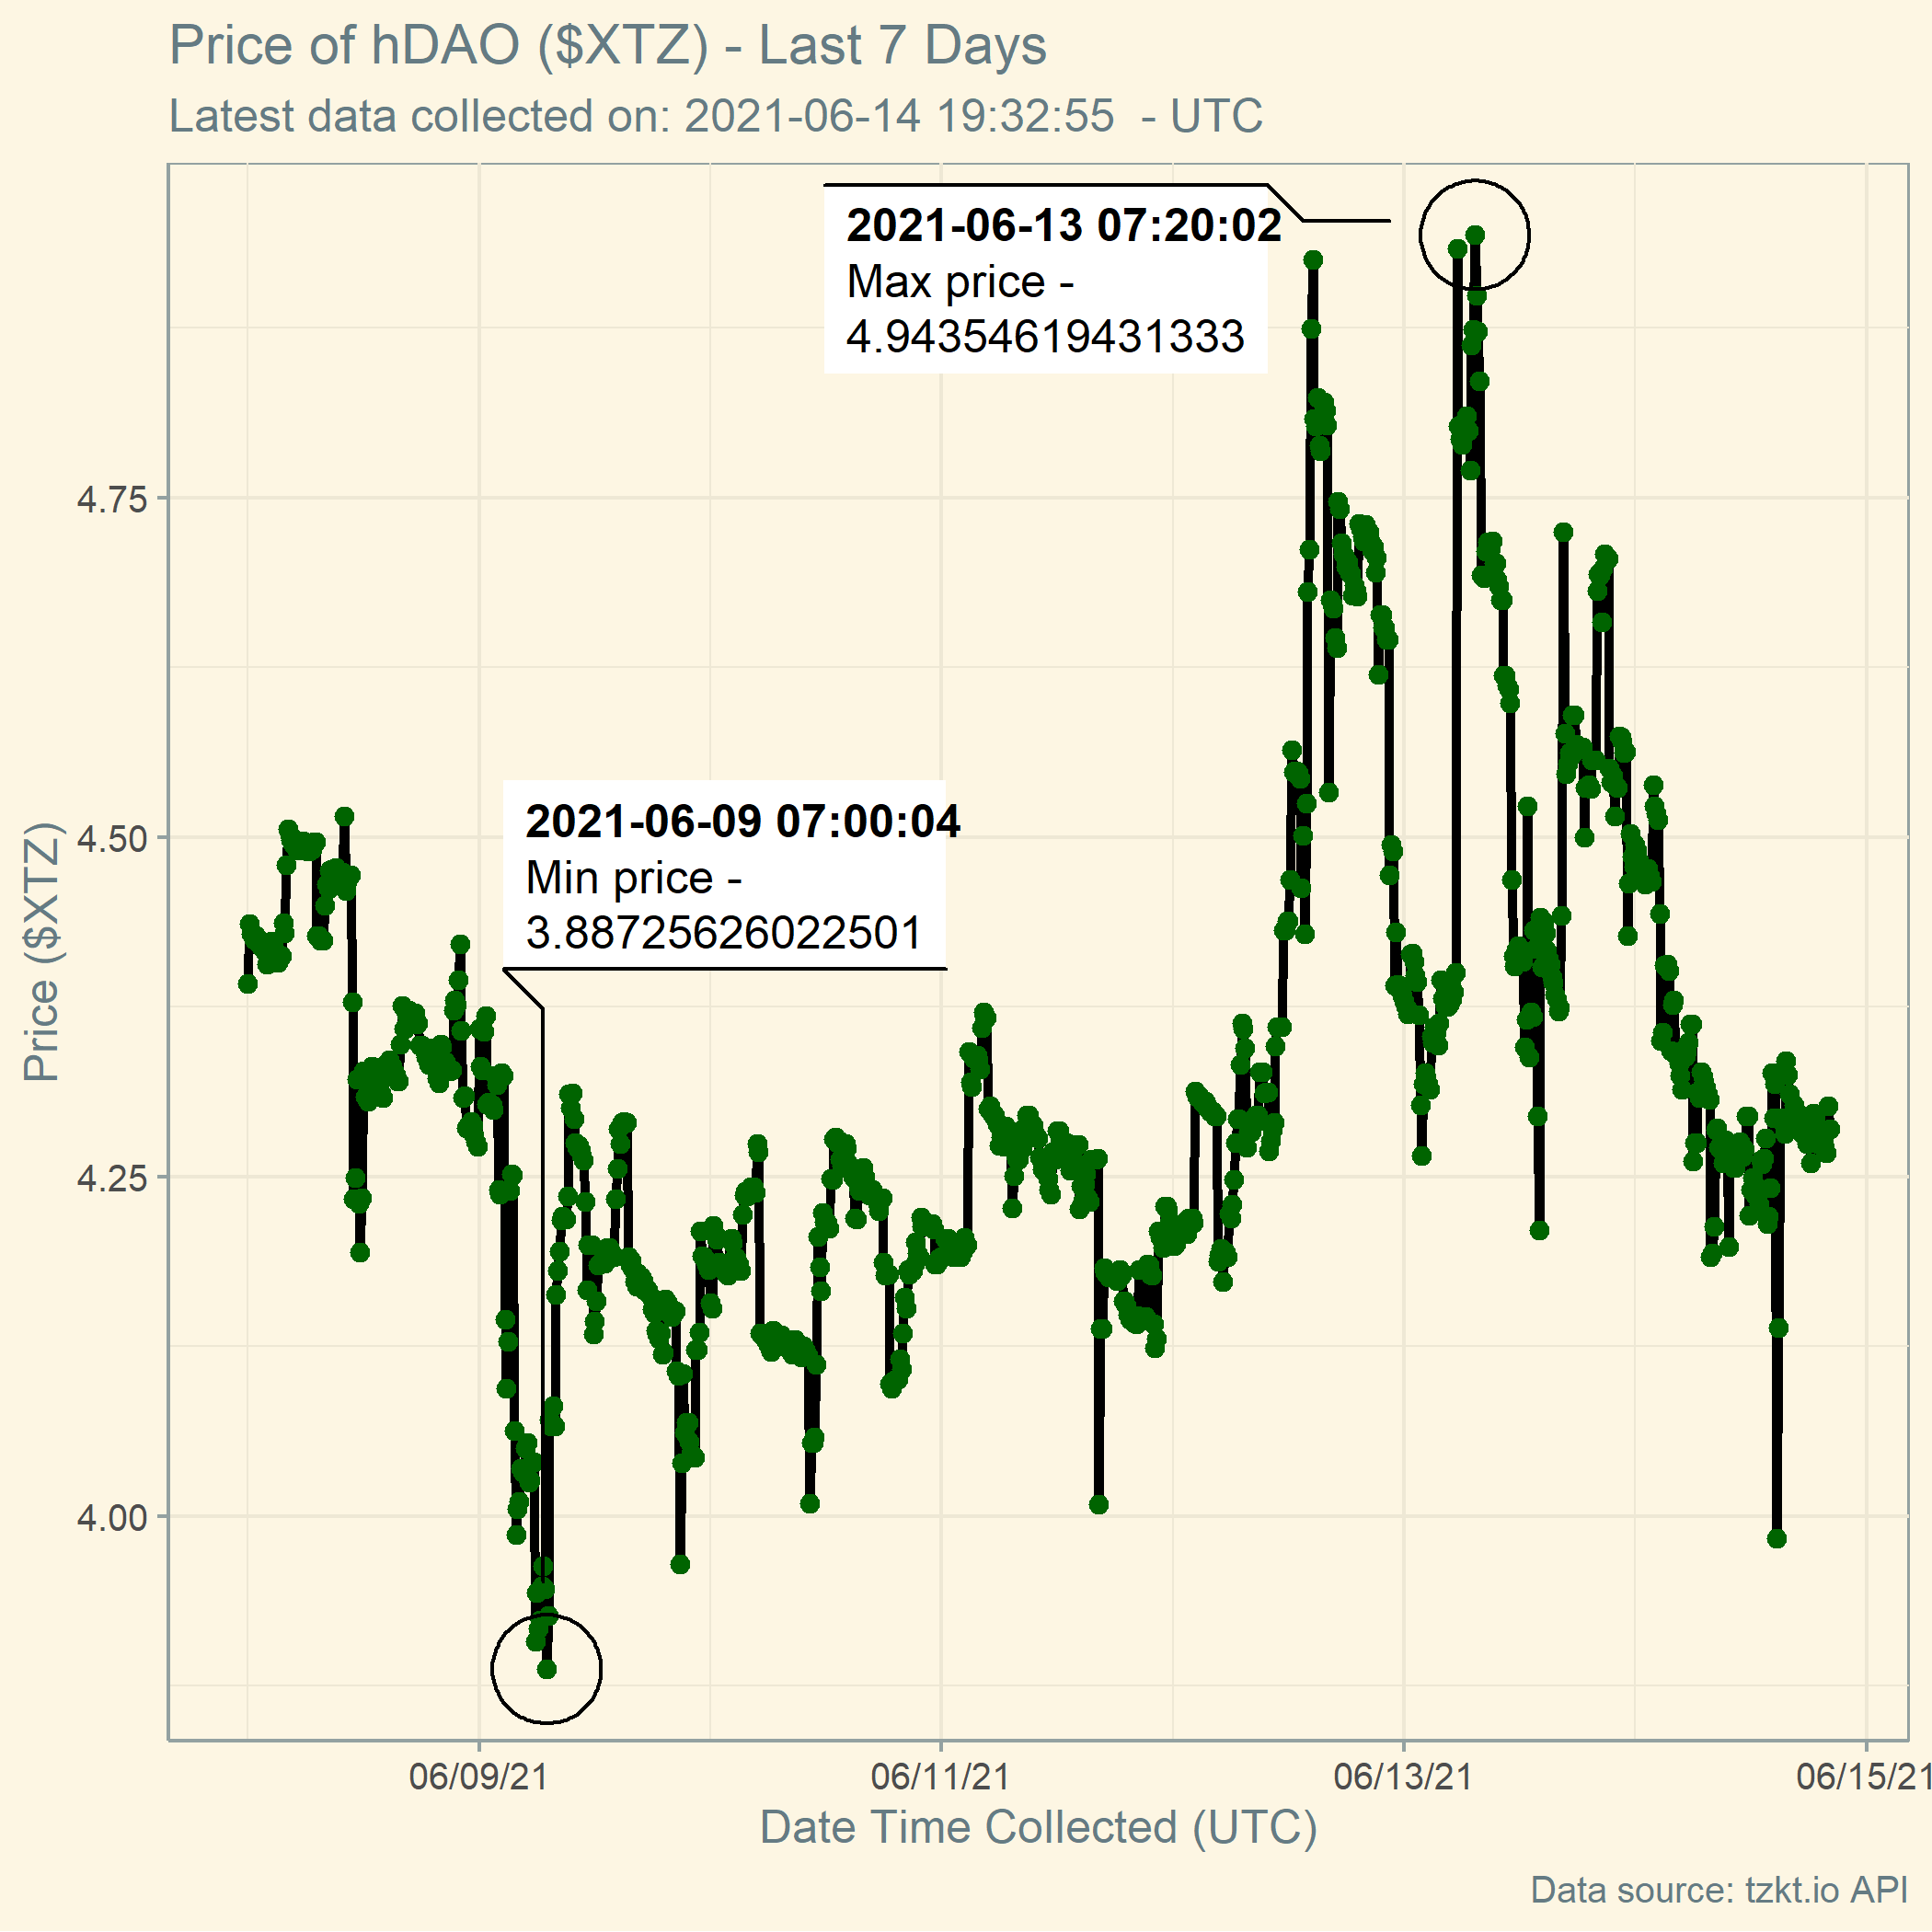 Price of hDAO ($XTZ) - Last 7 Days
Latest data collected on: 2021-06-14 19:32:55 - UTC
2021-06-13 07:20:02
Max price -
4.94354619431333
2021-06-09 07:00:04
Min price -
3.88725626022501
Price ($XTZ)
4.75
4.50
4.25
4.00
06/09/21
06/11/21
06/13/21
06/15/21
Date Time Collected (UTC)
Data source: tzkt.io API